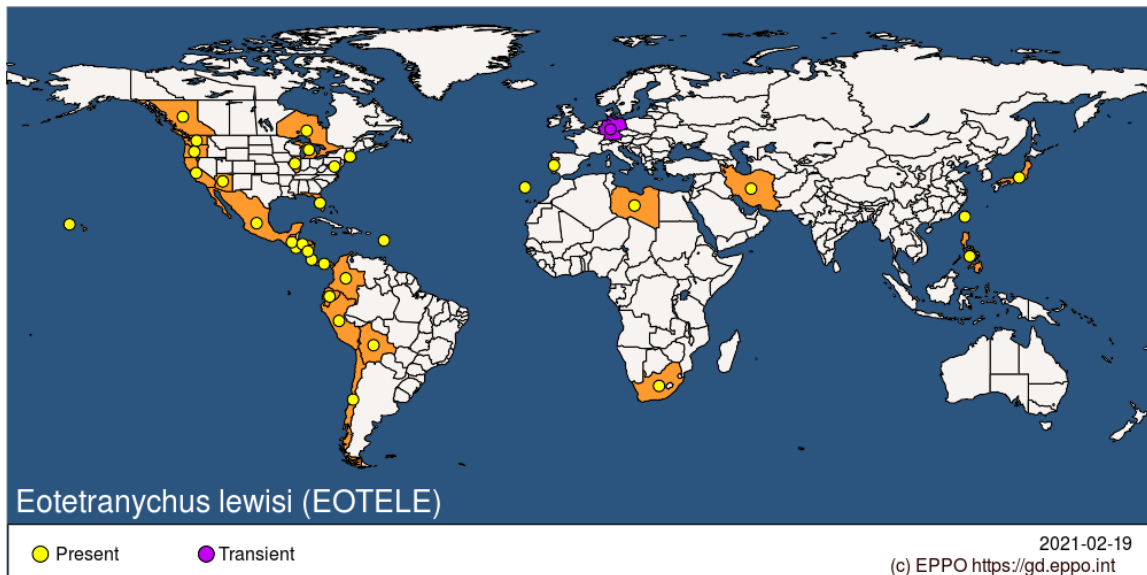 Eotetranychus lewisi (EOTELE)
Present
Transient
2021-02-19
(c) EPPO https://gd.eppo.int